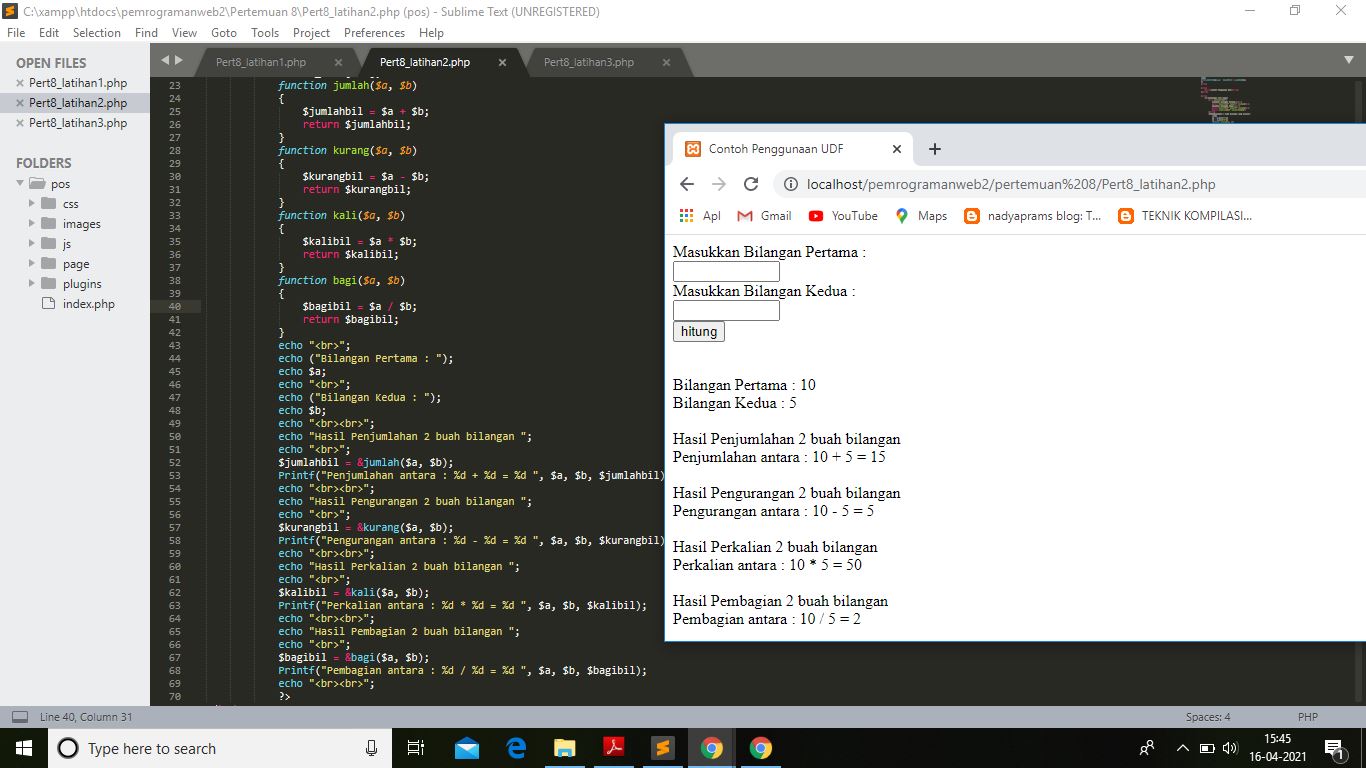 C:\xampp\htdocs\pemrogramanweb2\Pertemuan 8\Pert8_latihan2.php (pos) - Sublime Text (UNREGISTERED)
File Edit Selection Find View Goto Tools Project Preferences Help
OPEN FILES
Pert8_latihan1.php
Pert8_latihan2.php
Pert8_latihan3.php
FOLDERS
pos
css
images
js
page
plugins
index.php
Pert8_latihan1.php Pert8_latihan2.php Pert8_latihan3.php
23 function jumlah($a, $b)
24 {
25 $jumlahbil = $a + $b;
26 return $jumlahbil;
27 }
28 function kurang($a, $b)
29 {
30 $kurangbil = $a - $b;
31 return $kurangbil;
32 }
33 function kali($a, $b)
34 {
35 $kalibil = $a * $b;
36 return $kalibil;
37 }
38 function bagi($a, $b)
39 {
40 $bagibil = $a / $b;
41 return $bagibil;
42 }
43 echo "<br>";
44 echo ("Bilangan Pertama : ");
45 echo $a;
46 echo "<br>";
47 echo ("Bilangan Kedua : ");
48 echo $b;
49 echo "<br><br>";
50 echo "Hasil Penjumlahan 2 buah bilangan ";
51 echo "<br>";
52 $jumlahbil = &jumlah($a, $b);
53 Printf("Penjumlahan antara : %d + %d = %d ", $a, $b, $jumlahbil)
54 echo "<br><br>";
55 echo "Hasil Pengurangan 2 buah bilangan ";
56 echo "<br>";
57 $kurangbil = &kurang($a, $b);
58 Printf("Pengurangan antara : %d - %d = %d ", $a, $b, $kurangbil)
59 echo "<br><br>";
60 echo "Hasil Perkalian 2 buah bilangan ";
61 echo "<br>";
62 $kalibil = &kali($a, $b);
63 Printf("Perkalian antara : %d * %d = %d ", $a, $b, $kalibil);
64 echo "<br><br>";
65 echo "Hasil Pembagian 2 buah bilangan ";
66 echo "<br>";
67 $bagibil = &bagi($a, $b);
68 Printf("Pembagian antara : %d / %d = %d ", $a, $b, $bagibil);
69 echo "<br><br>";
70 ?>
Contoh Penggunaan UDF
localhost/pemrogramanweb2/pertemuan%208/Pert8_latihan2.php
Apl Gmail YouTube Maps nadyaprams blog: T... TEKNIK KOMPILASI...
Masukkan Bilangan Pertama :
Masukkan Bilangan Kedua :
hitung
Bilangan Pertama : 10
Bilangan Kedua : 5
Hasil Penjumlahan 2 buah bilangan
Penjumlahan antara : 10 + 5 = 15
Hasil Pengurangan 2 buah bilangan
Pengurangan antara : 10 - 5 = 5
Hasil Perkalian 2 buah bilangan
Perkalian antara : 10 * 5 = 50
Hasil Pembagian 2 buah bilangan
Pembagian antara : 10 / 5 = 2
Line 40, Column 31 Spaces: 4 PHP
Type here to search
15:45
16-04-2021
1